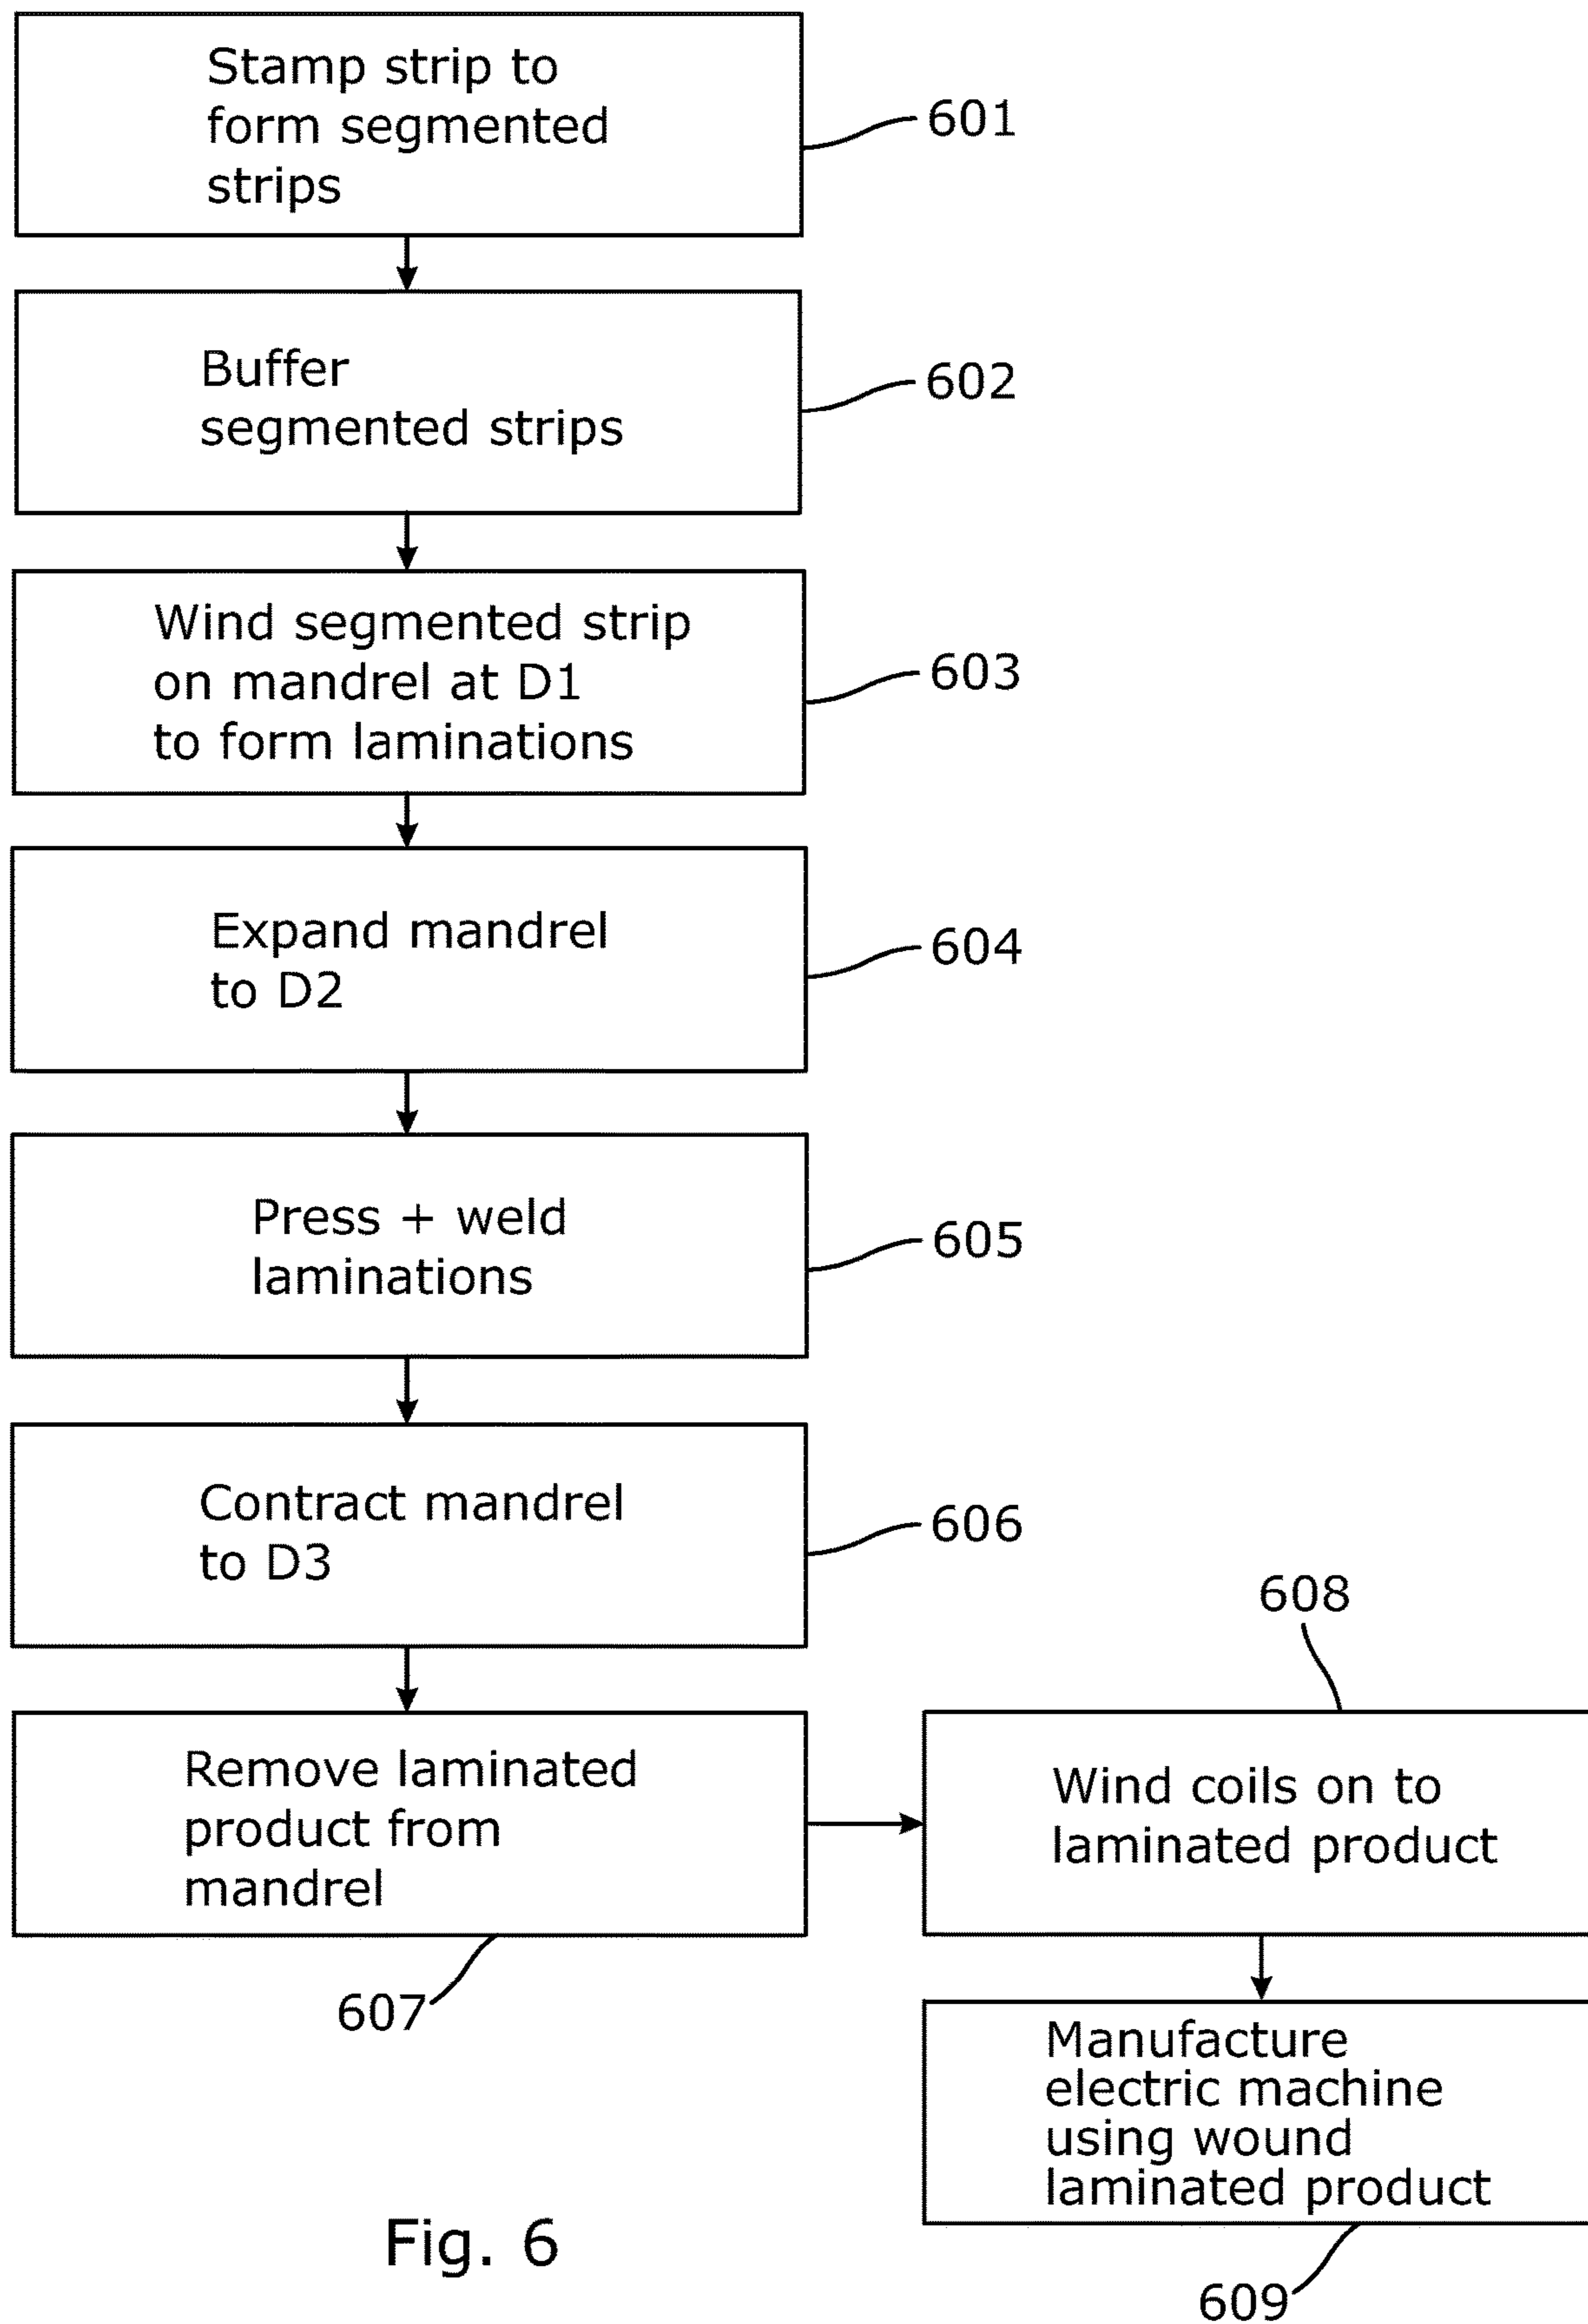 Stamp strip to
form segmented
strips
601
Buffer
segmented strips
602
Wind segmented strip
on mandrel at D1
to form laminations
603
Expand mandrel
to D2
604
Press + weld
laminations
605
Contract mandrel
to D3
606
Remove laminated
product from
mandrel
607
608
Wind coils on to
laminated product
Manufacture
electric machine
using wound
laminated product
609
Fig. 6